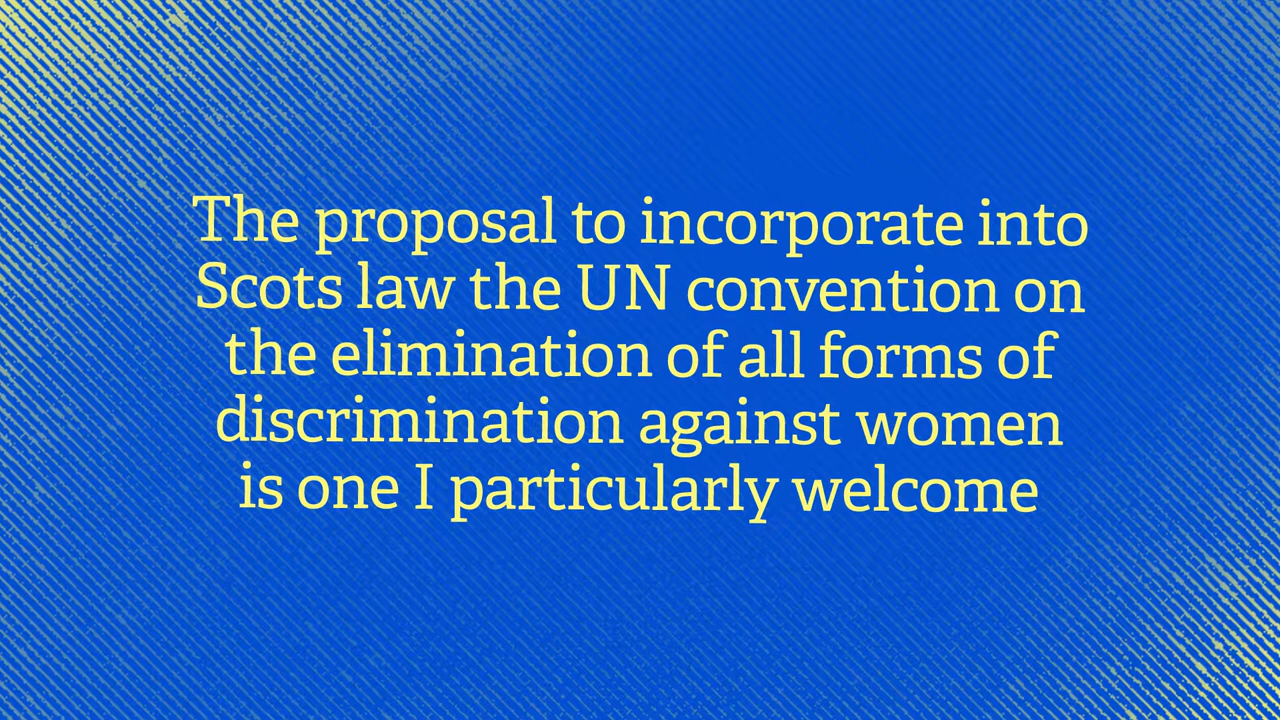 The proposal to incorporate into
Scots law the UN convention on
the elimination of all forms of
discrimination against women
is one I particularly welcome